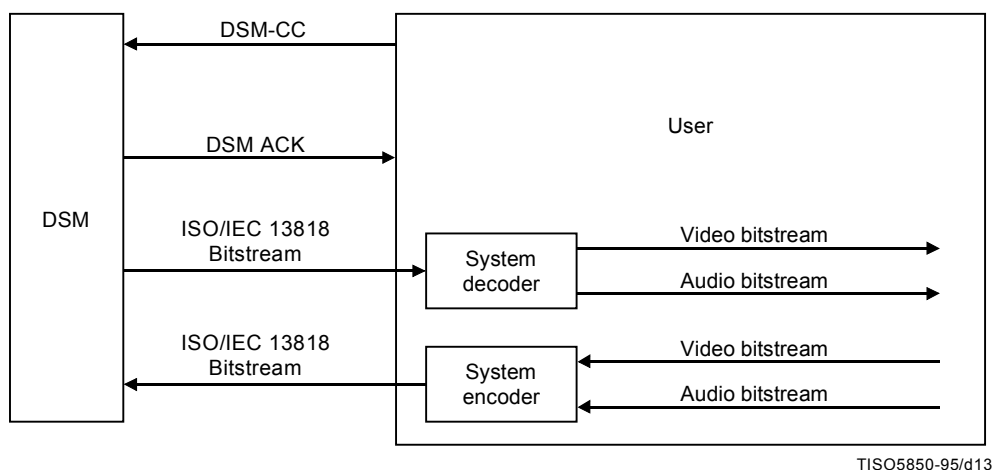 DSM-CC
DSM ACK
User
DSM
ISO/IEC 13818
Bitstream
System
decoder
Video bitstream
Audio bitstream
ISO/IEC 13818
Bitstream
System
encoder
Video bitstream
Audio bitstream
TISO5850-95/d13